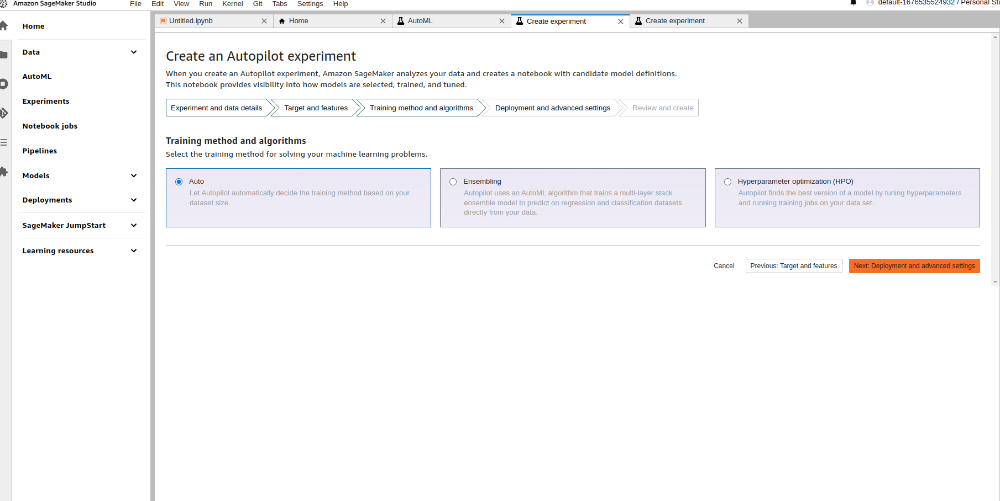 Amazon SageMaker Studio
File Edit View Run Kernel Git Tabs Settings Help
default-1676535524932 / Personal Stu
Untitled.ipynb
Home
AutoML
Create experiment
Create experiment
Home
Data
AutoML
Experiments
Notebook jobs
Pipelines
Models
Deployments
SageMaker JumpStart
Learning resources
Create an Autopilot experiment
When you create an Autopilot experiment, Amazon SageMaker analyzes your data and creates a notebook with candidate model definitions.
This notebook provides visibility into how models are selected, trained, and tuned.
Experiment and data details
Target and features
Training method and algorithms
Deployment and advanced settings
Review and create
Training method and algorithms
Select the training method for solving your machine learning problems.
Auto
Let Autopilot automatically decide the training method based on your
dataset size.
Ensembling
Autopilot uses an AutoML algorithm that trains a multi-layer stack
ensemble model to predict on regression and classification datasets
directly from your data.
Hyperparameter optimization (HPO)
Autopilot finds the best version of a model by tuning hyperparameters
and running training jobs on your data set.
Cancel
Previous: Target and features
Next: Deployment and advanced settings